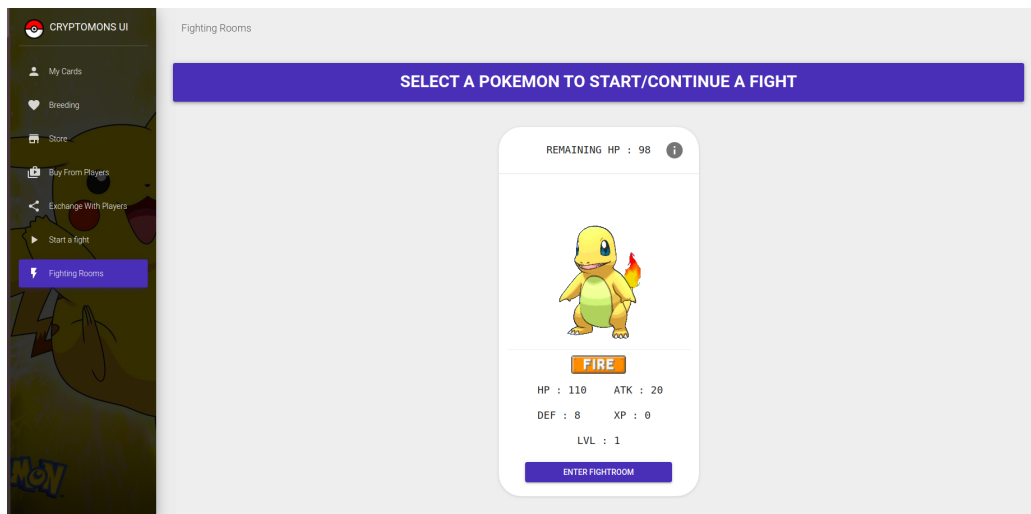 CRYPTOMONS UI
My Cards
Breeding
Store
Buy From Players
Exchange With Players
Start a fight
Fighting Rooms
MON
Fighting Rooms
SELECT A POKEMON TO START/CONTINUE A FIGHT
REMAINING HP : 98
FIRE
HP : 110 ATK : 20
DEF : 8 XP : 0
LVL : 1
ENTER FIGHTROOM